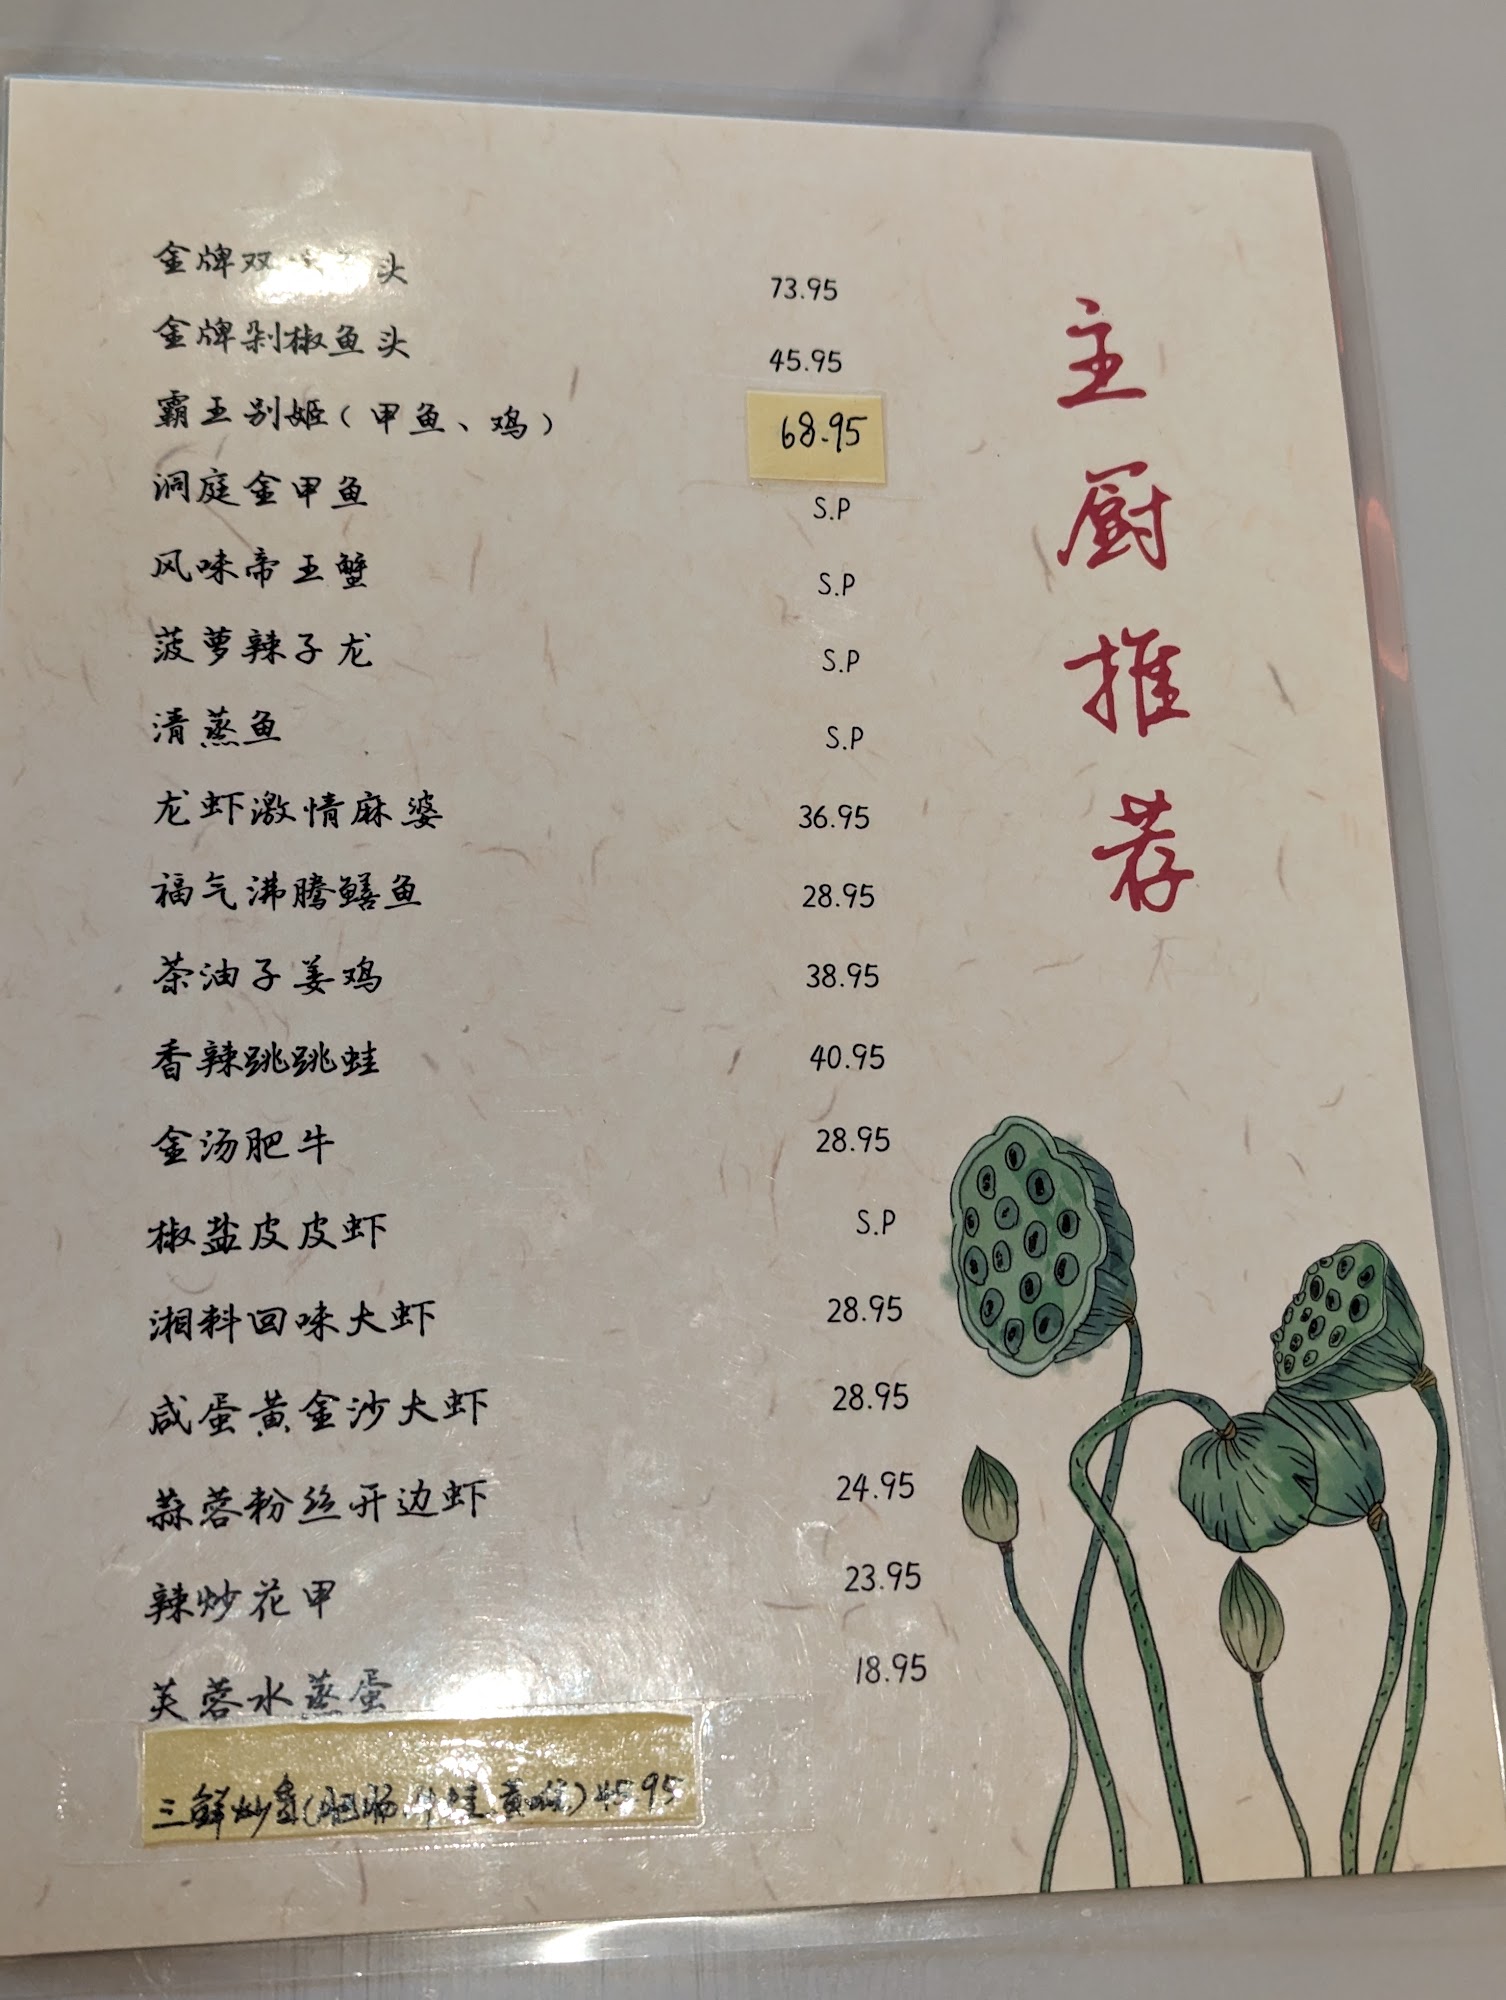 主厨推荐
金牌双 头 73.95
金牌剁椒鱼头 45.95
霸王别姬（甲鱼、鸡） 68.95
洞庭金甲鱼 S.P
风味帝王蟹 S.P
菠萝辣子龙 S.P
清蒸鱼 S.P
龙虾激情麻婆 36.95
福气沸腾鳝鱼 28.95
茶油子姜鸡 38.95
香辣跳跳蛙 40.95
金汤肥牛 28.95
椒盐皮皮虾 S.P
湘料回味大虾 28.95
咸蛋黄金沙大虾 28.95
蒜蓉粉丝开边虾 24.95
辣炒花甲 23.95
芙蓉水蒸蛋 18.95
三鲜炒 45.95